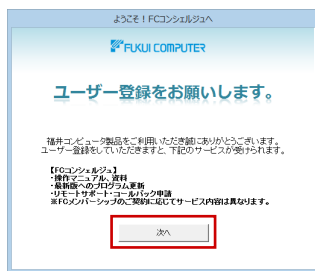 ようこそ！FCコンシェルジュへ
FUKUI COMPUTER
ユーザー登録をお願いします。
福井コンピュータ製品をご利用いただき誠にありがとうございます。
ユーザー登録をしていただきますと、下記のサービスが受けられます。
【FCコンシェルジュ】
・操作マニュアル、資料
・最新版へのプログラム更新
・リモートサポート・コールバック申請
※FCメンバーシップのご契約に応じてサービス内容は異なります。
次へ